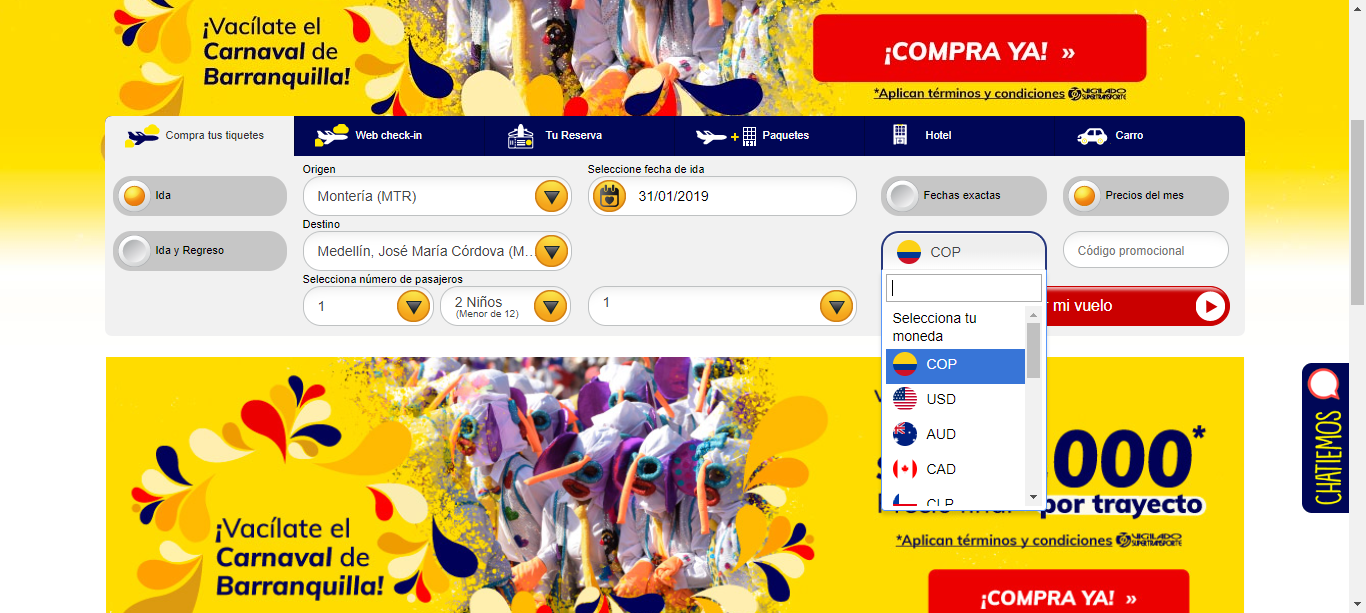 ¡Vacílate el
Carnaval de
Barranquilla!
¡COMPRA YA! »
*Aplican términos y condiciones VIGILADO
SUPERTRANSPORTE
Compra tus tiquetes
Web check-in
Tu Reserva
Paquetes
Hotel
Carro
Origen
Seleccione fecha de ida
Ida
Montería (MTR)
31/01/2019
Fechas exactas
Precios del mes
Destino
Ida y Regreso
Medellín, José María Córdova (M...
COP
Código promocional
Selecciona número de pasajeros
1
2 Niños
(Menor de 12)
1
mi vuelo
Selecciona tu
moneda
COP
USD
AUD
CAD
CLP
CHATIEMOS
000*
por trayecto
¡Vacílate el
Carnaval de
Barranquilla!
*Aplican términos y condiciones VIGILADO
SUPERTRANSPORTE
¡COMPRA YA! »